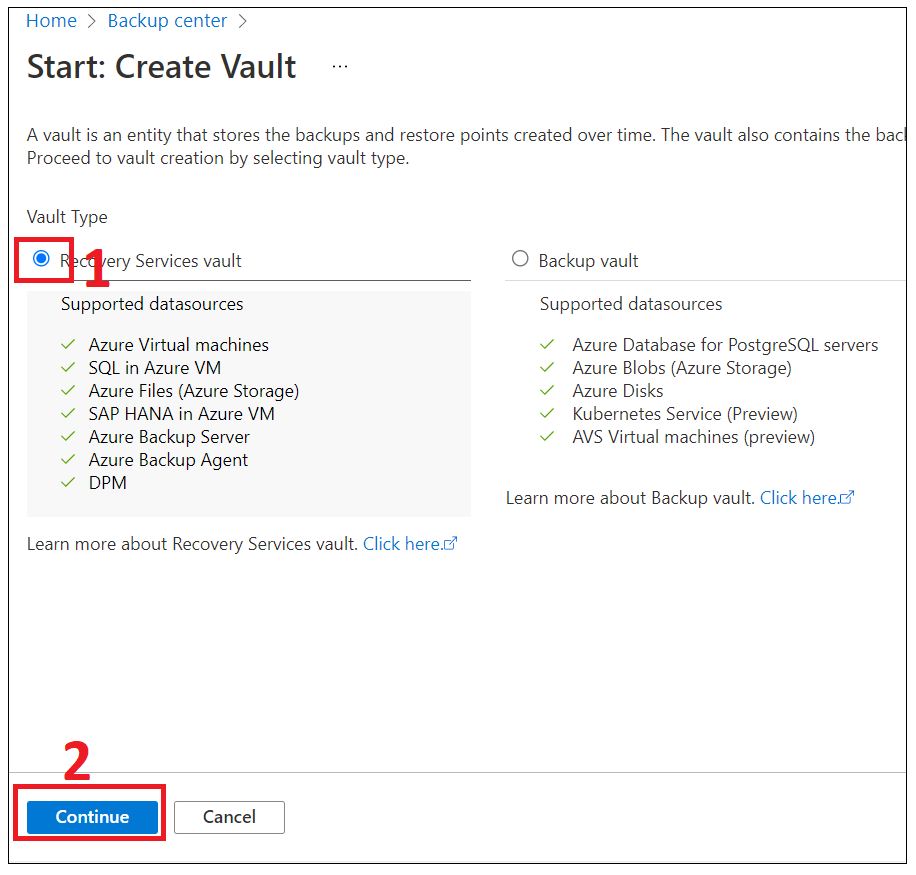 Home > Backup center >
Start: Create Vault ...
A vault is an entity that stores the backups and restore points created over time. The vault also contains the
Proceed to vault creation by selecting vault type.
Vault Type
1
Recovery Services vault
Supported datasources
Azure Virtual machines
SQL in Azure VM
Azure Files (Azure Storage)
SAP HANA in Azure VM
Azure Backup Server
Azure Backup Agent
DPM
Learn more about Recovery Services vault. Click here.
Backup vault
Supported datasources
Azure Database for PostgreSQL servers
Azure Blobs (Azure Storage)
Azure Disks
Kubernetes Service (Preview)
AVS Virtual machines (preview)
Learn more about Backup vault. Click here.
2
Continue
Cancel